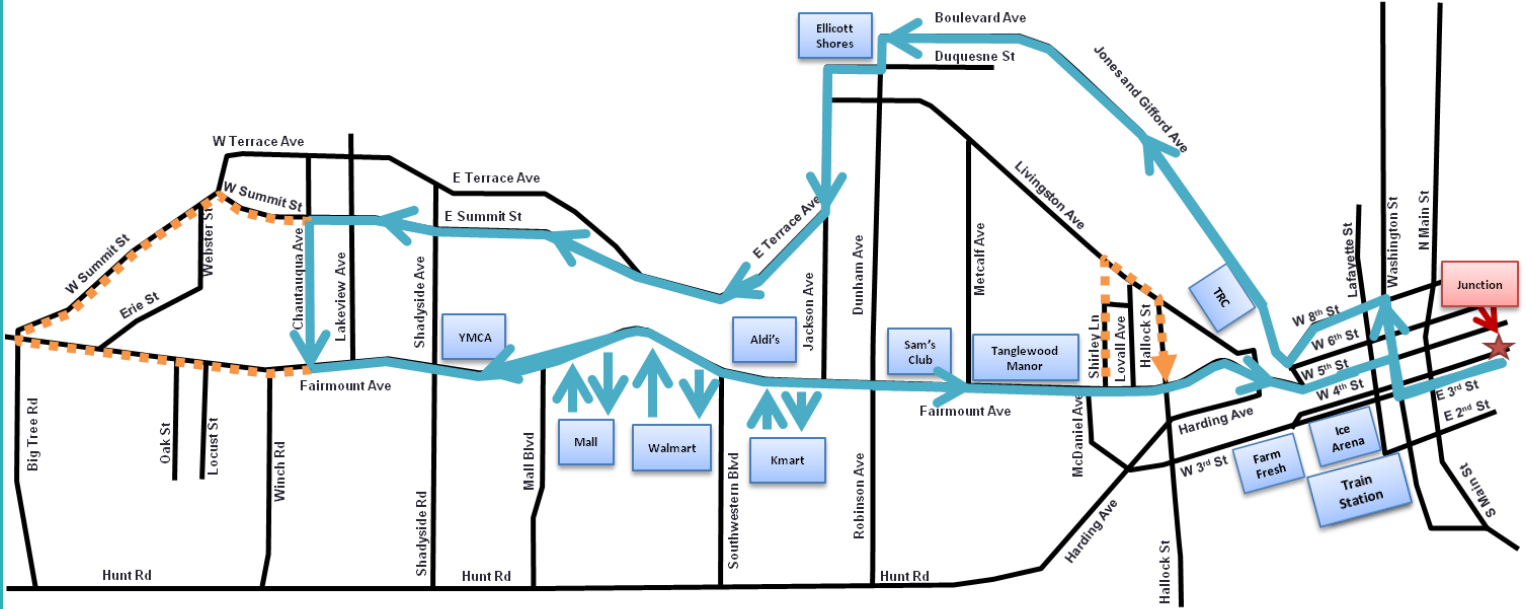 Ellicott
Shores
Boulevard Ave
Duquesne St
Jones and Gifford Ave
W Terrace Ave
E Terrace Ave
W Summit St
E Summit St
W Summit St
Webster St
Erie St
Chautauqua Ave
Lakeview Ave
Shadyside Ave
E Terrace Ave
Jackson Ave
Dunham Ave
Metcalf Ave
Livingston Ave
Shirley Ln
Lovall Ave
Hallock St
TRC
Lafayette St
Washington St
N Main St
Junction
W 8th St
W 6th St
W 5th St
W 4th St
E 3rd St
E 2nd St
YMCA
Aldi's
Sam's
Club
Tanglewood
Manor
Fairmount Ave
Fairmount Ave
Big Tree Rd
Oak St
Locust St
Winch Rd
Shadyside Rd
Mall Blvd
Mall
Walmart
Southwestern Blvd
Kmart
Robinson Ave
McDaniel Ave
Harding Ave
W 3rd St
Farm
Fresh
Ice
Arena
Train
Station
S Main St
Harding Ave
Hallock St
Hunt Rd
Hunt Rd
Hunt Rd